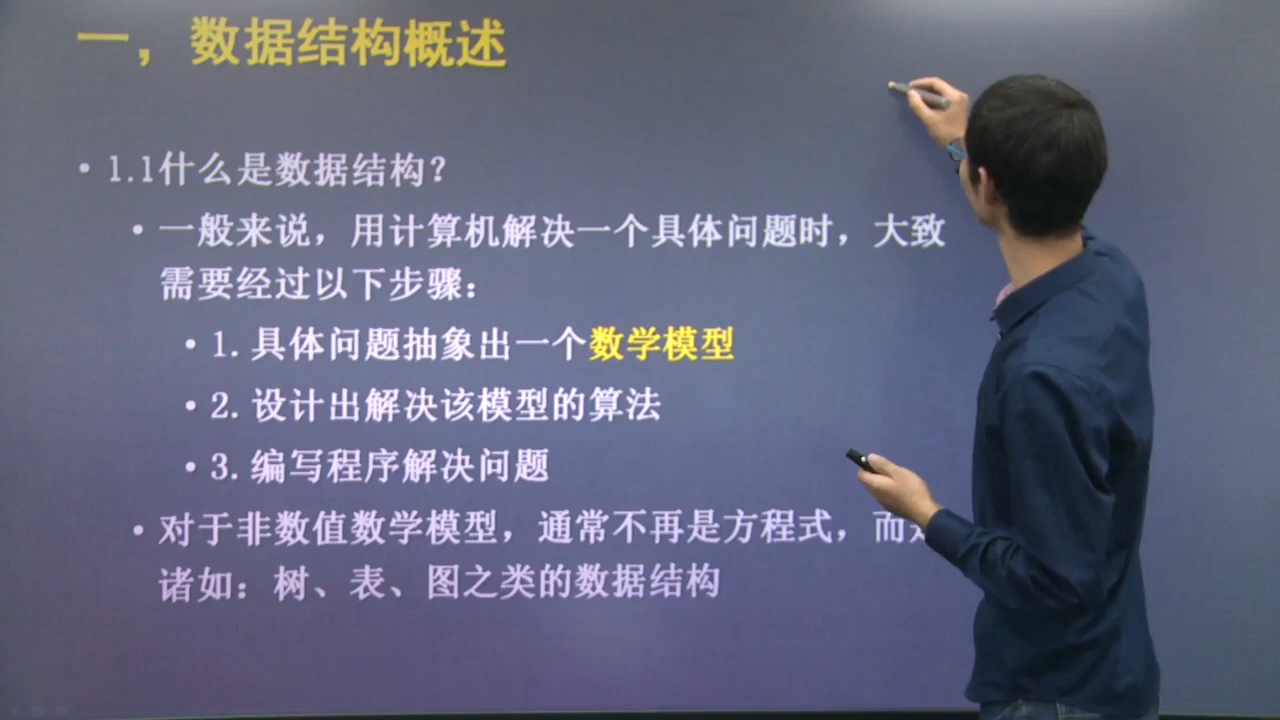 一，数据结构概述
• 1.1什么是数据结构？
• 一般来说，用计算机解决一个具体问题时，大致
需要经过以下步骤：
• 1. 具体问题抽象出一个数学模型
• 2. 设计出解决该模型的算法
• 3. 编写程序解决问题
• 对于非数值数学模型，通常不再是方程式，而
诸如：树、表、图之类的数据结构